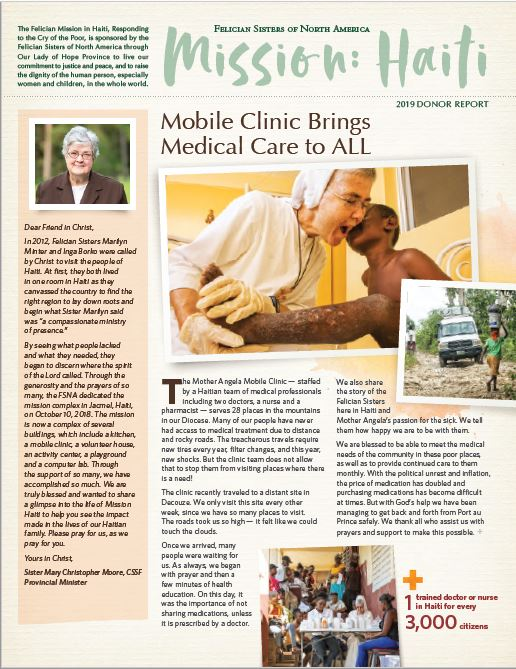 The Felician Mission in Haiti, Responding
to the Cry of the Poor, is sponsored by the
Felician Sisters of North America through
Our Lady of Hope Province to live our
commitment to justice and peace, and to raise
the dignity of the human person, especially
women and children, in the whole world.
Felician Sisters of North America
Mission: Haiti
2019 DONOR REPORT
Dear Friend in Christ,
In 2012, Felician Sisters Marilyn
Minter and Inga Borko were called
by Christ to visit the people of
Haiti. At first, they both lived
in one room in Haiti as they
canvassed the country to find the
right region to lay down roots and
begin what Sister Marilyn said
was "a compassionate ministry
of presence."
By seeing what people lacked
and what they needed, they
began to discern where the spirit
of the Lord called. Through the
generosity and the prayers of so
many, the FSNA dedicated the
mission complex in Jacmel, Haiti,
on October 10, 2018. The mission
is now a complex of several
buildings, which include a kitchen,
a mobile clinic, a volunteer house,
an activity center, a playground
and a computer lab. Through
the support of so many, we have
accomplished so much. We are
truly blessed and wanted to share
a glimpse into the life of Mission
Haiti to help you see the impact
made in the lives of our Haitian
family. Please pray for us, as we
pray for you.
Yours in Christ,
Sister Mary Christopher Moore, CSSF
Provincial Minister
Mobile Clinic Brings
Medical Care to ALL
The Mother Angela Mobile Clinic — staffed
by a Haitian team of medical professionals
including two doctors, a nurse and a
pharmacist — serves 28 places in the mountains
in our Diocese. Many of our people have never
had access to medical treatment due to distance
and rocky roads. The treacherous travels require
new tires every year, filter changes, and this year,
new shocks. But the clinic team does not allow
that to stop them from visiting places where there
is a need!
The clinic recently traveled to a distant site in
Decouze. We only visit this site every other
week, since we have so many places to visit.
The roads took us so high — it felt like we could
touch the clouds.
Once we arrived, many
people were waiting for
us. As always, we began
with prayer and then a
few minutes of health
education. On this day, it
was the importance of not
sharing medications, unless
it is prescribed by a doctor.
We also share
the story of the
Felician Sisters
here in Haiti and
Mother Angela's passion for the sick. We tell
them how happy we are to be with them.
We are blessed to be able to meet the medical
needs of the community in these poor places,
as well as to provide continued care to them
monthly. With the political unrest and inflation,
the price of medication has doubled and
purchasing medications has become difficult
at times. But with God's help we have been
managing to get back and forth from Port au
Prince safely. We thank all who assist us with
prayers and support to make this possible. +
1 trained doctor or nurse
in Haiti for every
3,000 citizens